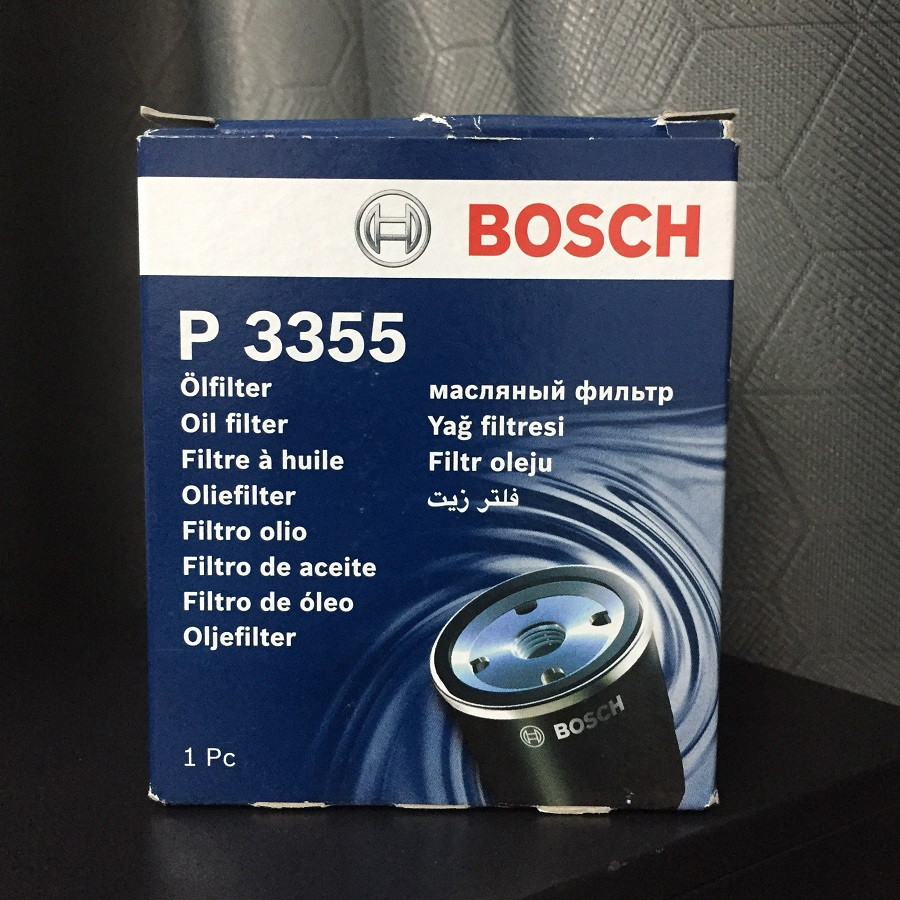 BOSCH
P 3355
Ölfilter
Oil filter
Filtre à huile
Oliefilter
Filtro olio
Filtro de aceite
Filtro de óleo
Oljefilter
масляный фильтр
Yağ filtresi
Filtr oleju
فلتر زيت
BOSCH
1 Pc